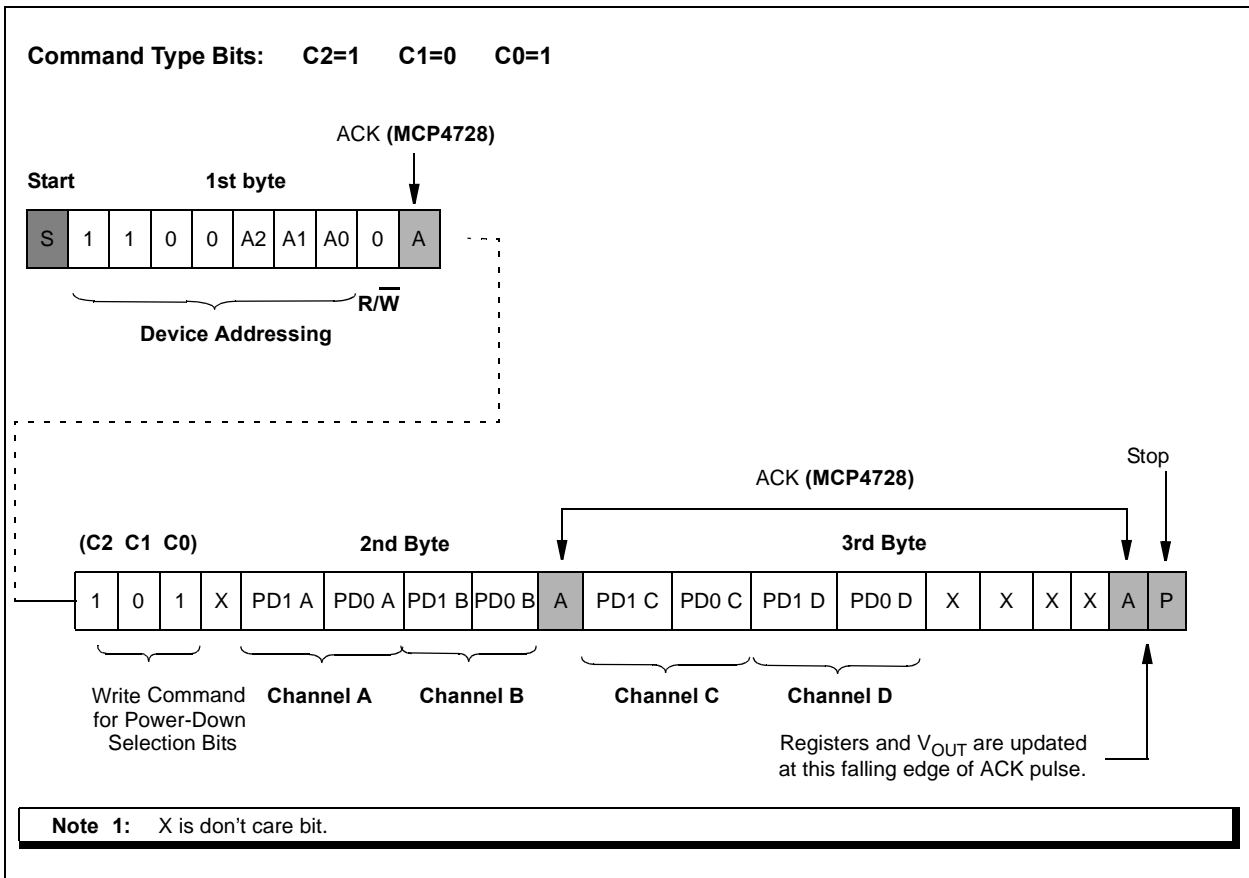 Command Type Bits: C2=1 C1=0 C0=1
ACK (MCP4728)
Start 1st byte
S 1 1 0 0 A2 A1 A0 0 A
R/W
Device Addressing
Stop
ACK (MCP4728)
(C2 C1 C0) 2nd Byte 3rd Byte
1 0 1 X PD1 A PD0 A PD1 B PD0 B A PD1 C PD0 C PD1 D PD0 D X X X X A P
Write Command
for Power-Down
Selection Bits
Channel A Channel B Channel C Channel D
Registers and VOUT are updated
at this falling edge of ACK pulse.
Note 1: X is don't care bit.